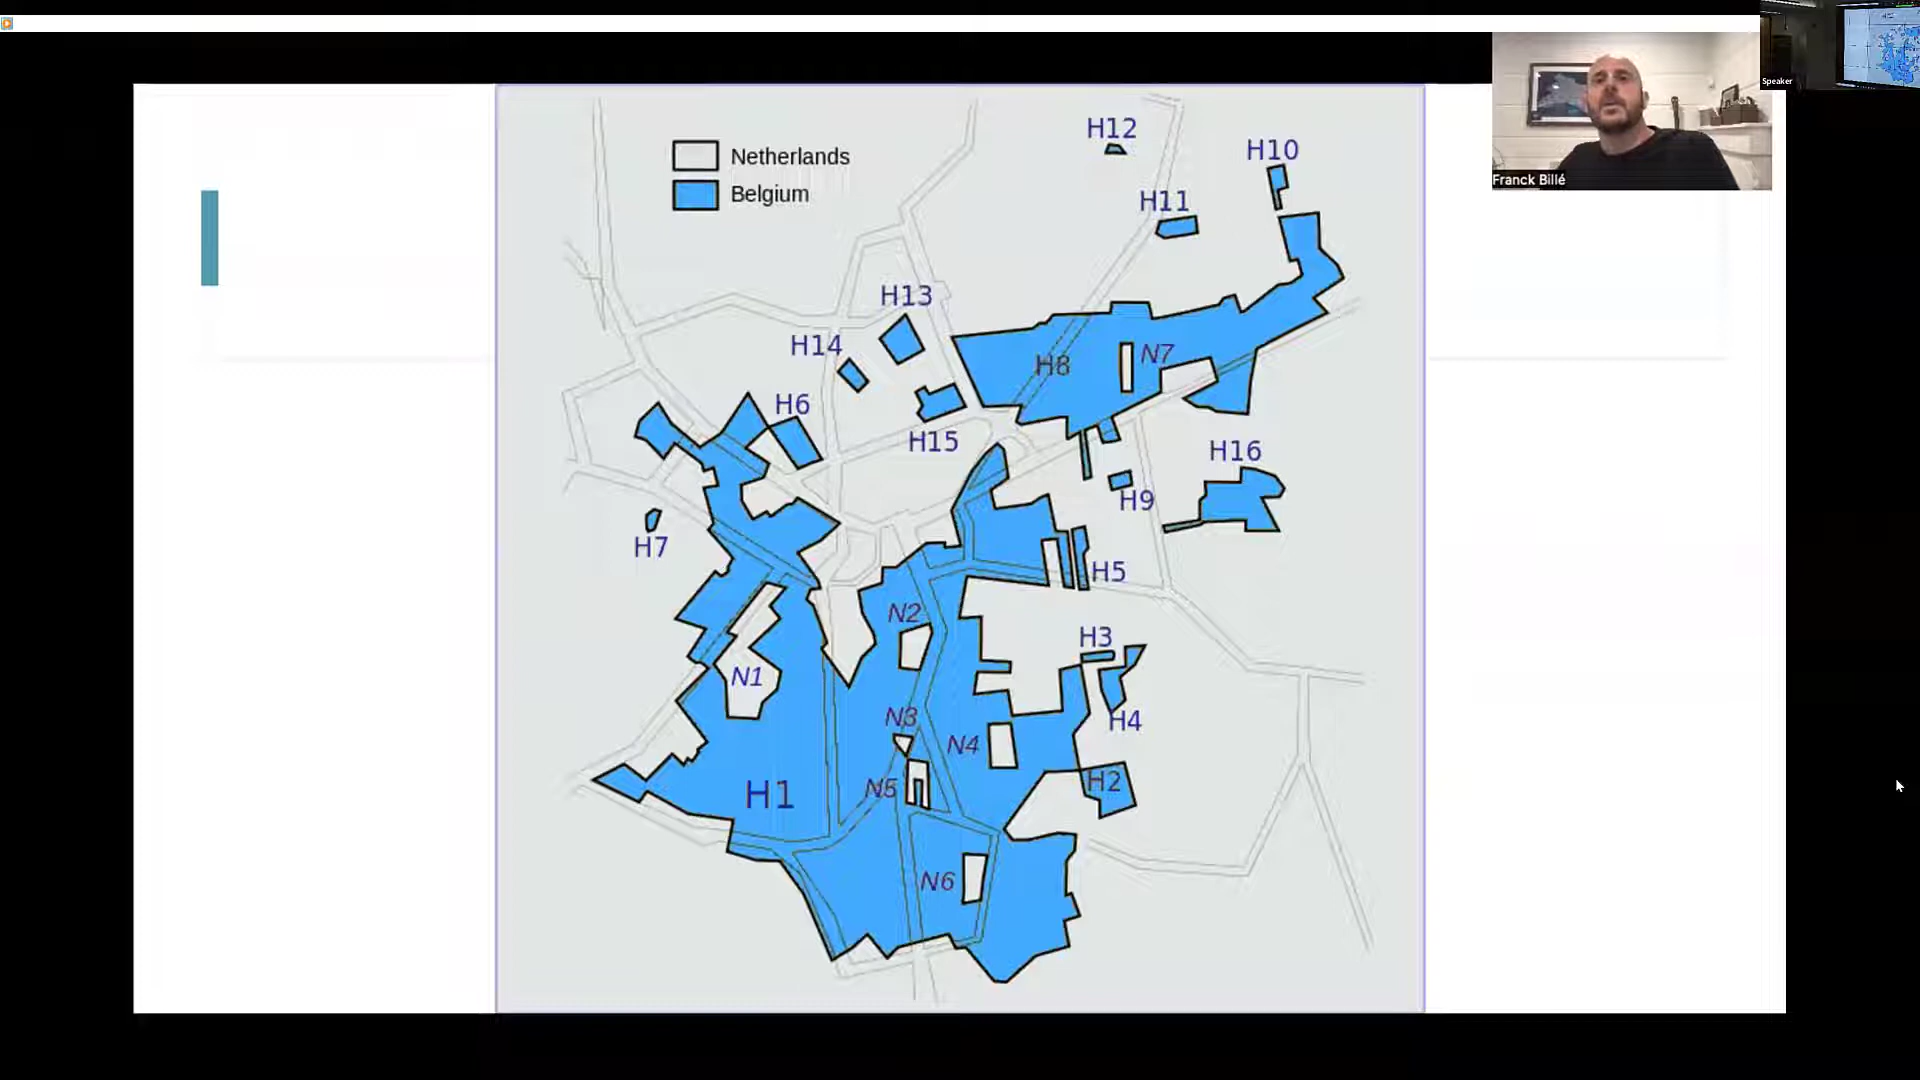 Speaker
Franck Billé
Netherlands
Belgium
H12
H10
H11
H13
H14
H8
N7
H6
H15
H16
H9
H7
H5
N2
H3
N1
N3
H4
N4
H2
N5
H1
N6